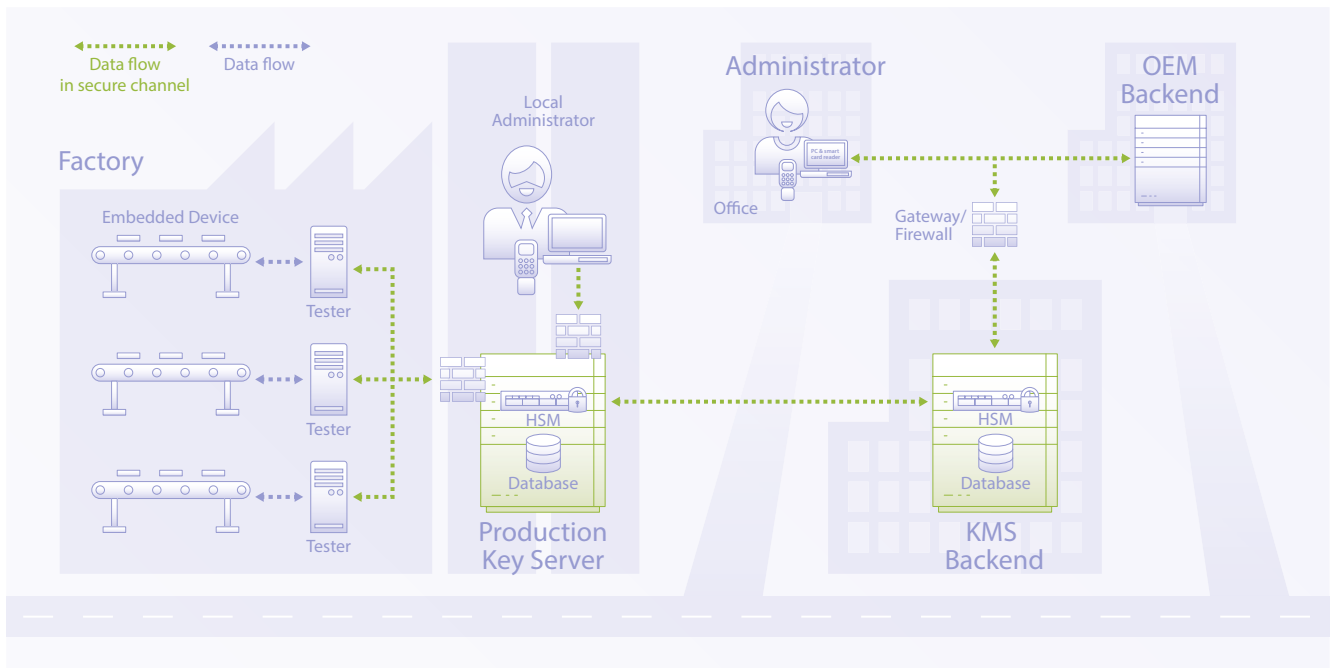 Data flow
in secure channel
Data flow
Factory
Embedded Device
Tester
Tester
Tester
Local
Administrator
HSM
Database
Production
Key Server
Administrator
PC & smart
card reader
Office
Gateway/
Firewall
OEM
Backend
HSM
Database
KMS
Backend